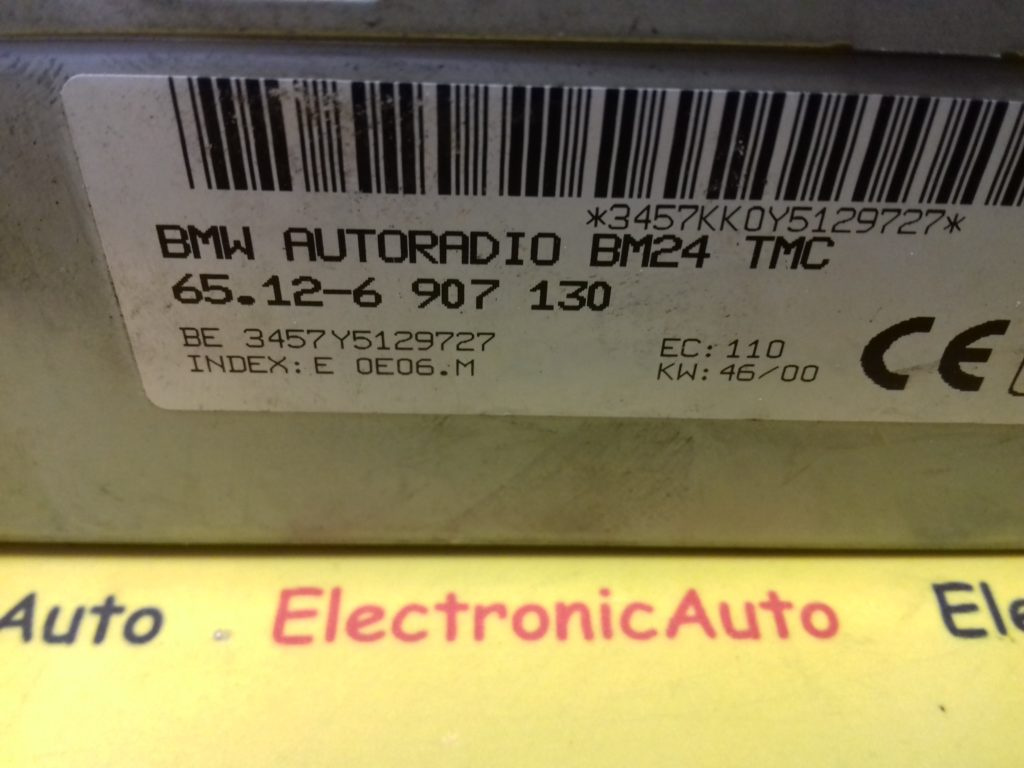 *3457KK0Y5129727*
BMW AUTORADIO BM24 TMC
65.12-6 907 130
BE 3457Y5129727
INDEX: E 0E06.M
EC: 110
KW: 46/00
CE
Auto ElectronicAuto Ele